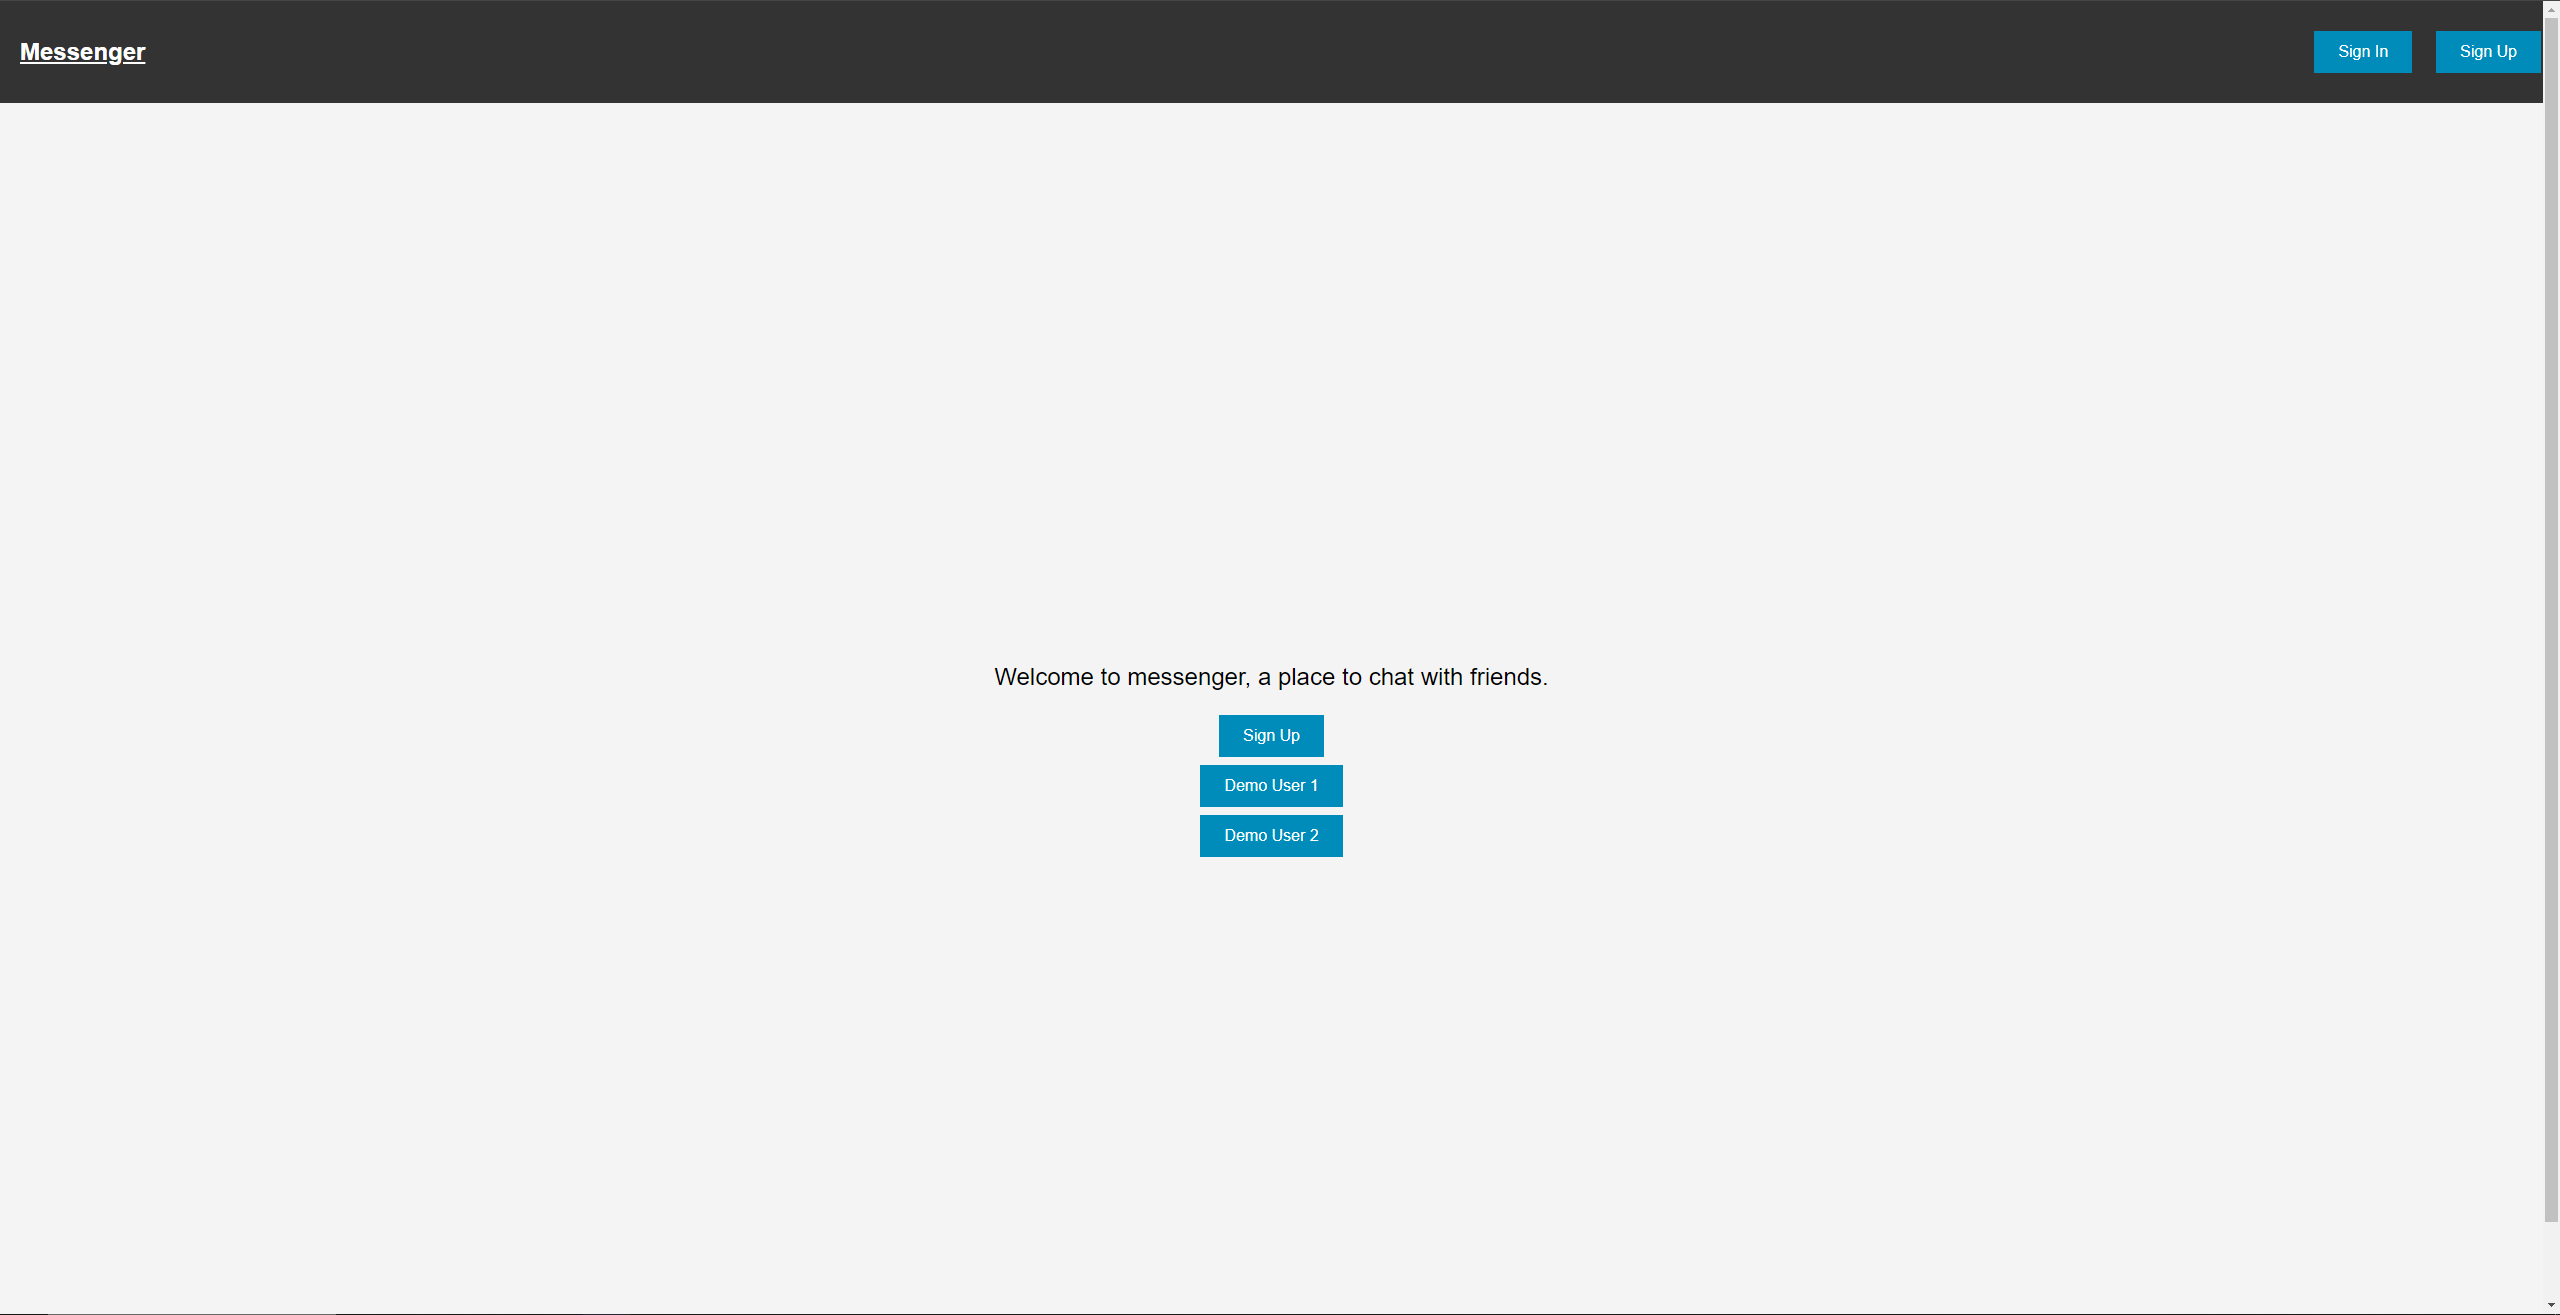 Messenger
Sign In
Sign Up
Welcome to messenger, a place to chat with friends.
Sign Up
Demo User 1
Demo User 2